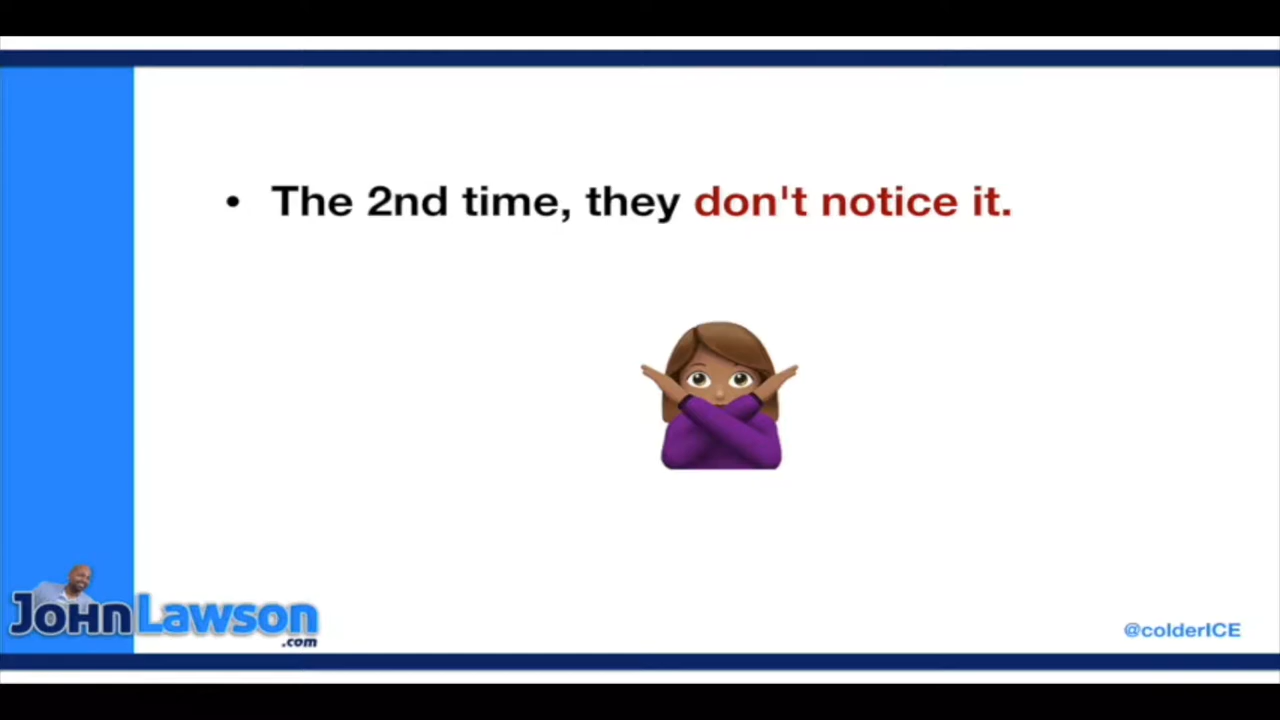 • The 2nd time, they don't notice it.
JohnLawson
.com
@colderICE